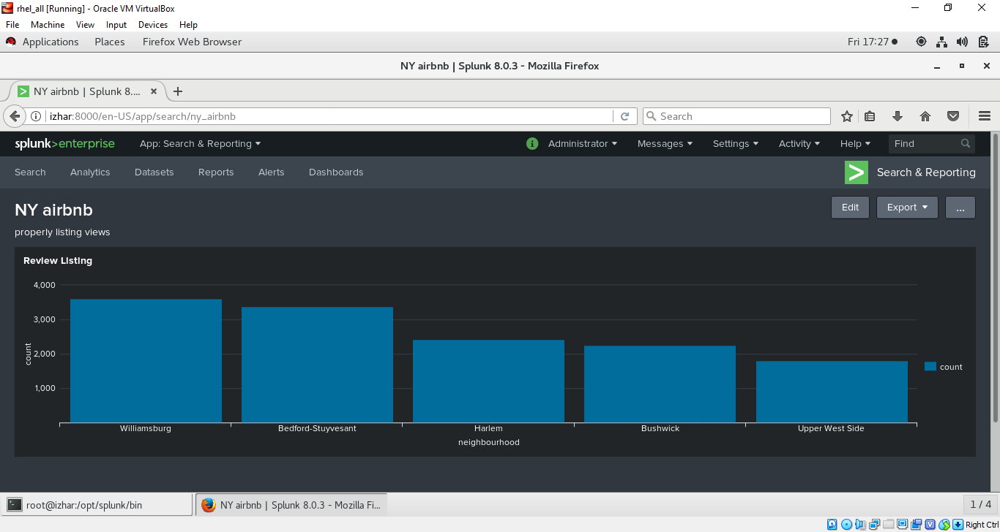 rhel_all [Running] - Oracle VM VirtualBox
File Machine View Input Devices Help
Applications Places Firefox Web Browser Fri 17:27
NY airbnb | Splunk 8.0.3 - Mozilla Firefox
NY airbnb | Splunk 8....
izhar:8000/en-US/app/search/ny_airbnb Search
splunk>enterprise App: Search & Reporting Administrator Messages Settings Activity Help Find
Search Analytics Datasets Reports Alerts Dashboards Search & Reporting
NY airbnb Edit Export ...
properly listing views
Review Listing
4,000
3,000
2,000
1,000
count
count
Williamsburg Bedford-Stuyvesant Harlem Bushwick Upper West Side
neighbourhood
root@izhar:/opt/splunk/bin NY airbnb | Splunk 8.0.3 - Mozilla Fi... 1 / 4
Right Ctrl